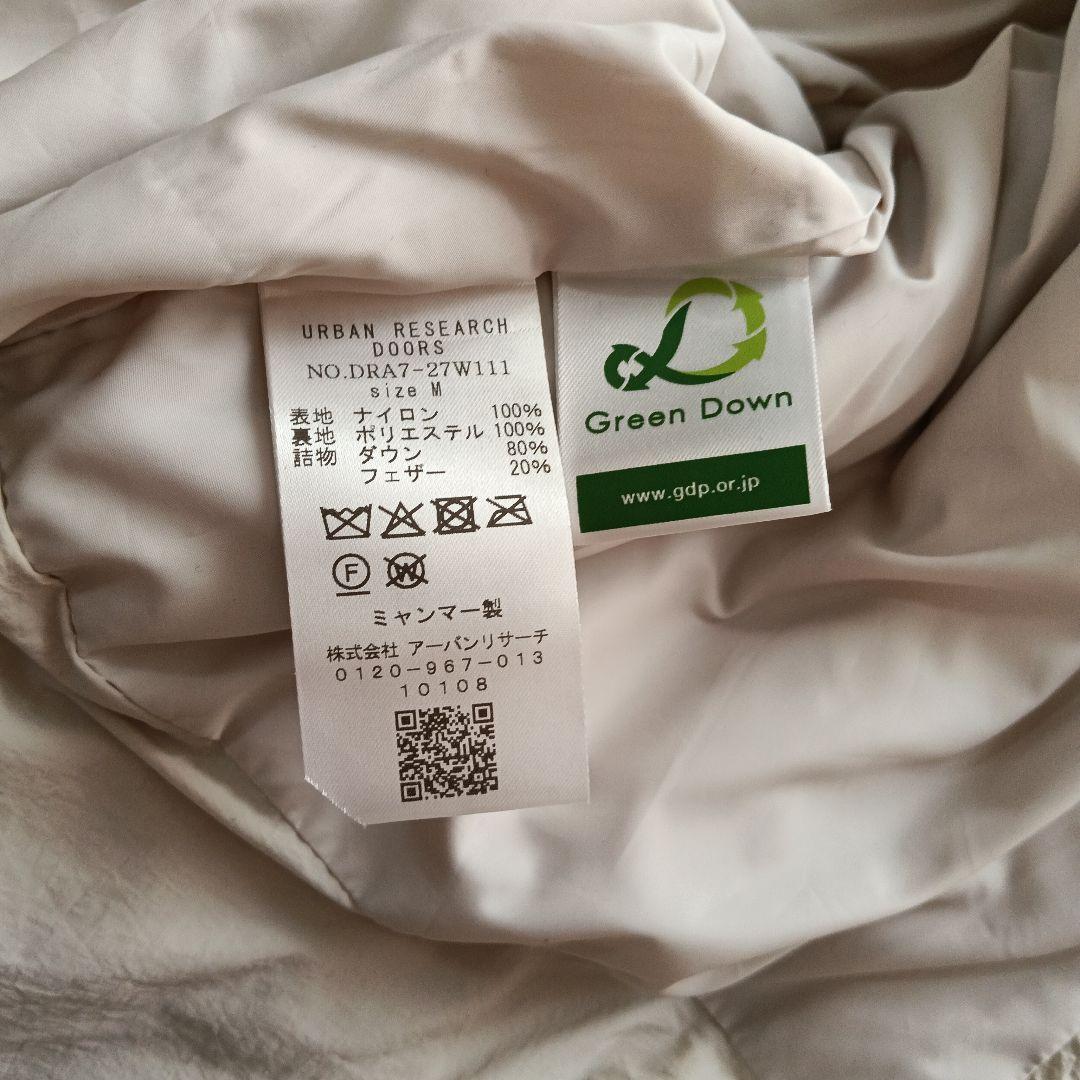 URBAN RESEARCH
DOORS
NO.DRA7-27W111
size M
表地 ナイロン 100%
裏地 ポリエステル 100%
詰物 ダウン 80%
フェザー 20%
F
W
ミャンマー製
株式会社 アーバンリサーチ
0120-967-013
10108
Green Down
www.gdp.or.jp